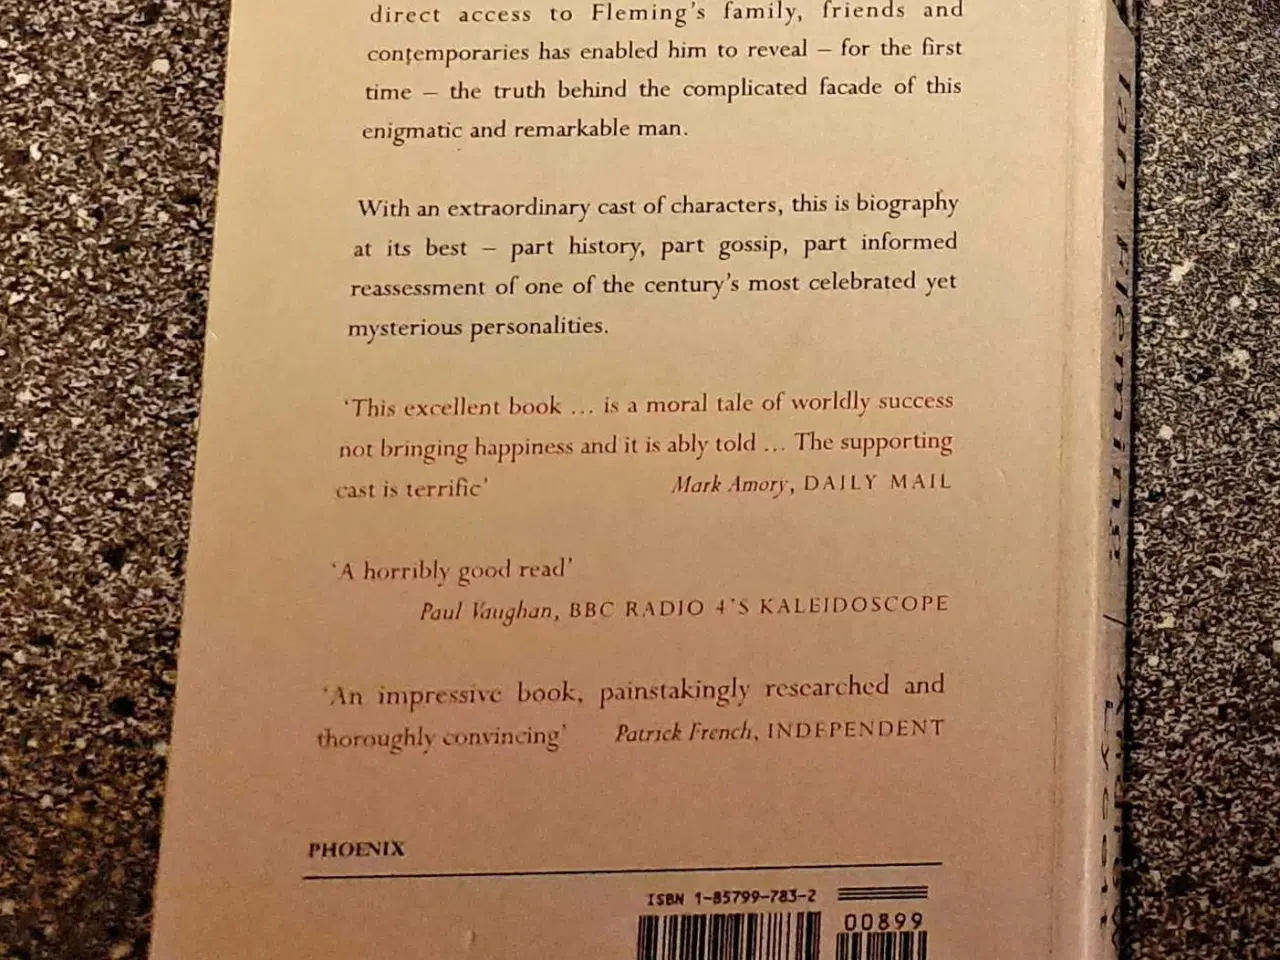 direct access to Fleming's family, friends and
contemporaries has enabled him to reveal – for the first
time – the truth behind the complicated facade of this
enigmatic and remarkable man.
With an extraordinary cast of characters, this is biography
at its best – part history, part gossip, part informed
reassessment of one of the century's most celebrated yet
mysterious personalities.
'This excellent book ... is a moral tale of worldly success
not bringing happiness and it is ably told ... The supporting
cast is terrific' Mark Amory, DAILY MAIL
'A horribly good read'
Paul Vaughan, BBC RADIO 4'S KALEIDOSCOPE
'An impressive book, painstakingly researched and
thoroughly convincing' Patrick French, INDEPENDENT
PHOENIX
ISBN 1-85799-783-2
00899
Ian Fleming